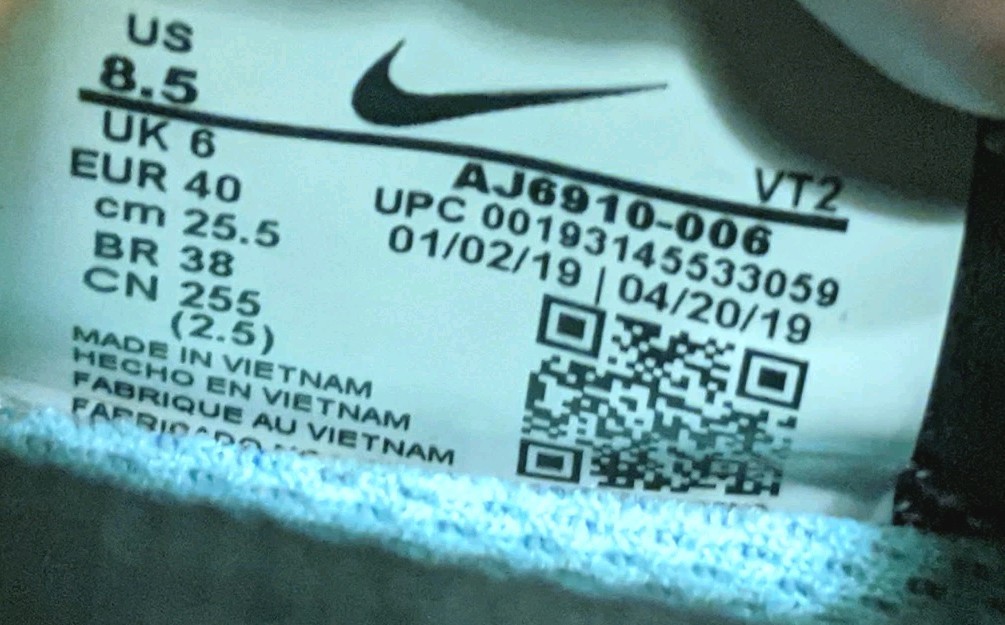 US
8.5
UK 6
EUR 40
cm 25.5
BR 38
CN 255
(2.5)
MADE IN VIETNAM
HECHO EN VIETNAM
FABRIQUE AU VIETNAM
VT2
AJ6910-006
UPC 00193145533059
01/02/19 | 04/20/19